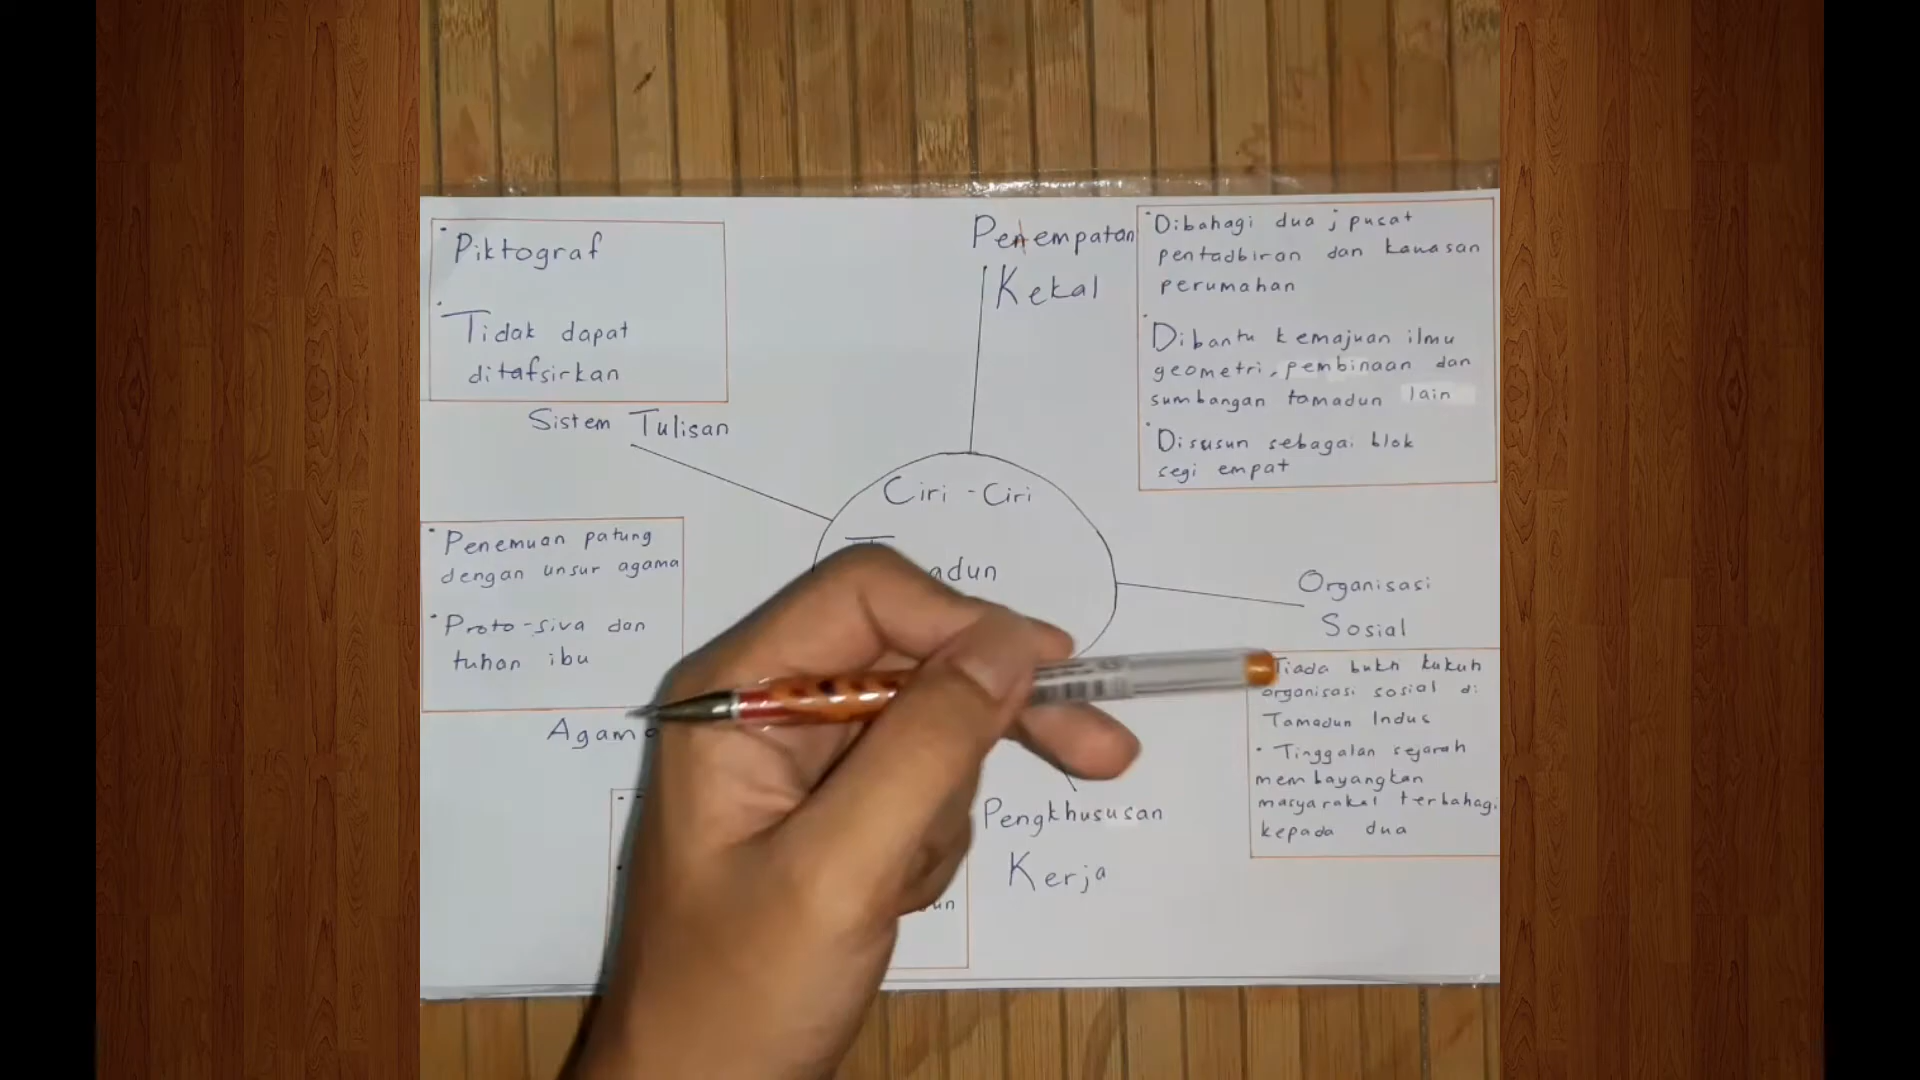 Piktograf
Tidak dapat
ditafsirkan
Sistem Tulisan
Penempatan
Kekal
Dibahagi dua ; pusat
pentadbiran dan kawasan
perumahan
Dibantu kemajuan ilmu
geometri, pembinaan dan
sumbangan tamadun lain
Disusun sebagai blok
segi empat
Ciri - Ciri
adun
Penemuan patung
dengan unsur agama
Proto-siva dan
tuhan ibu
Agama
Organisasi
Sosial
Tiada bukti kukuh
organisasi sosial di
Tamadun Indus
Tinggalan sejarah
membayangkan
masyarakat terbahagi
kepada dua
Pengkhususan
Kerja